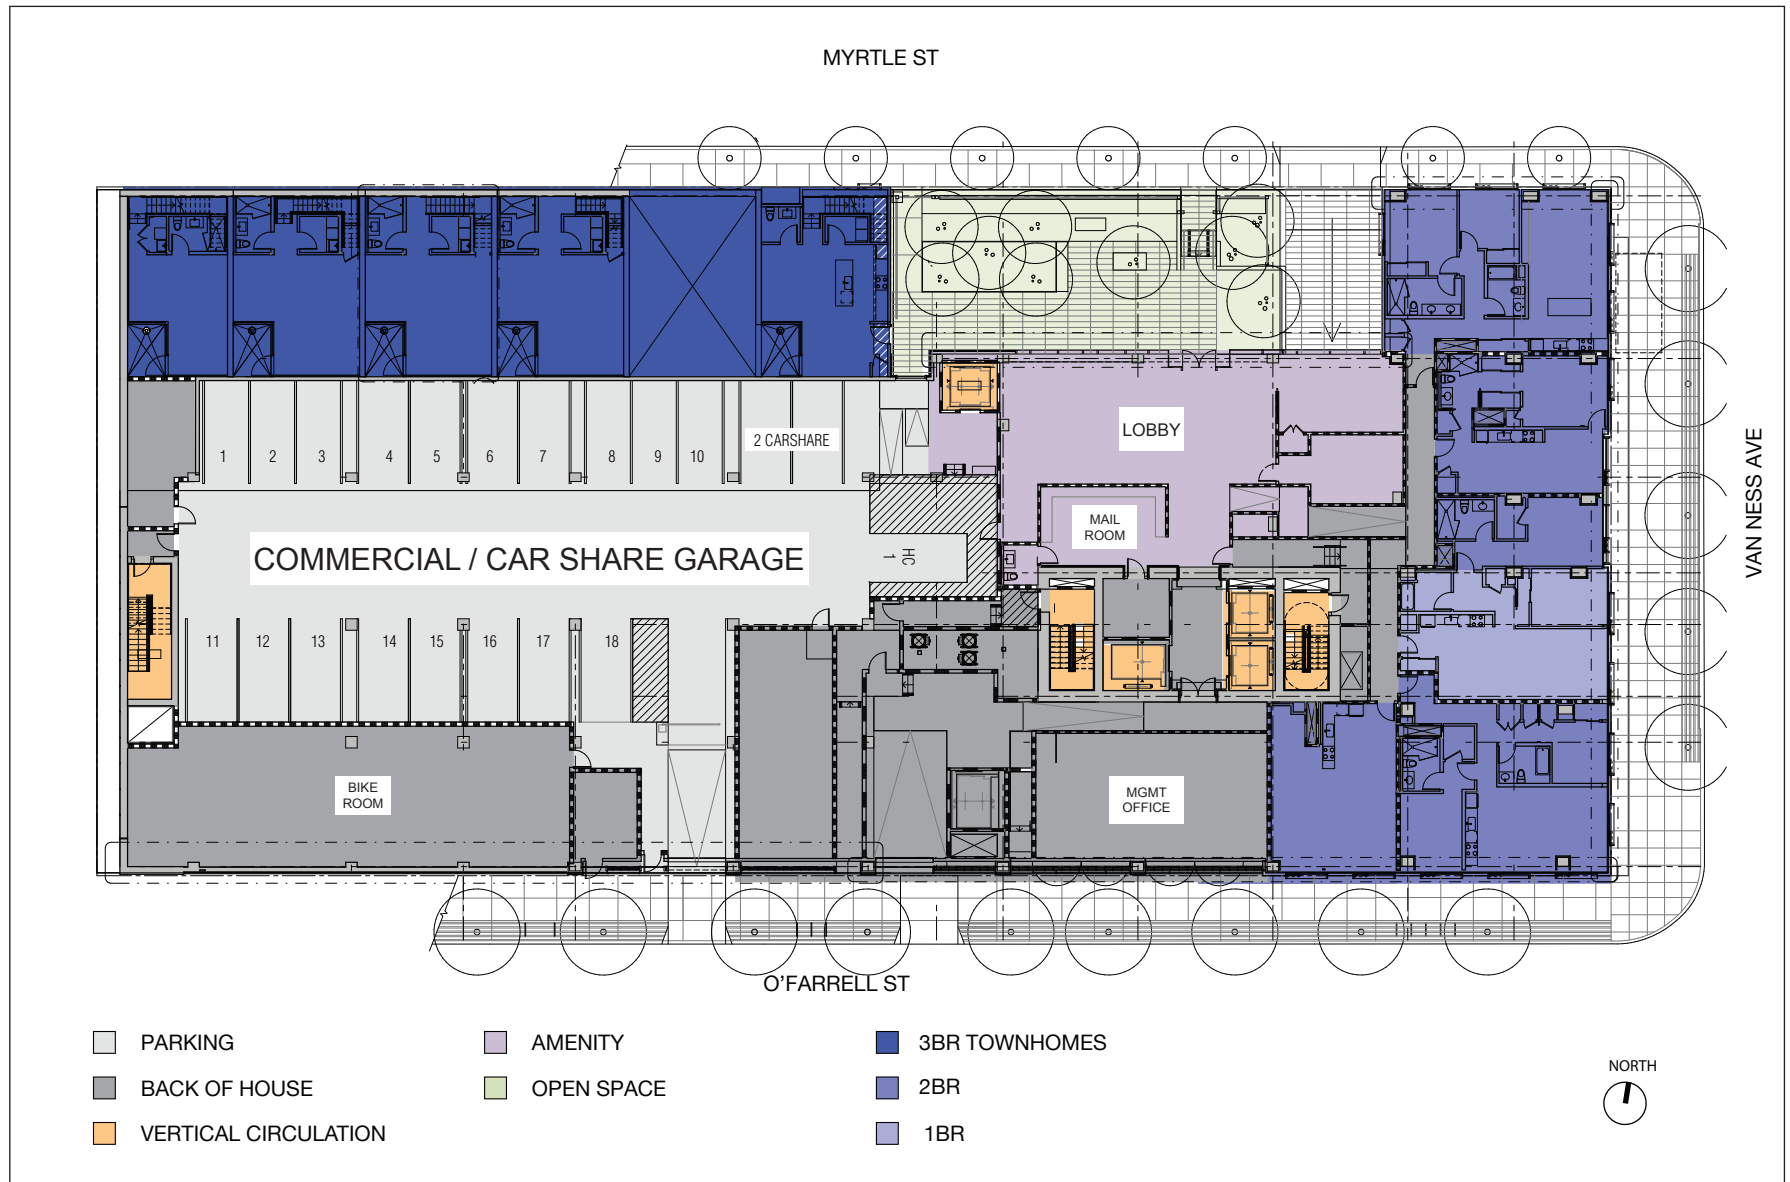 MYRTLE ST
2 CARSHARE
LOBBY
1
2
3
4
5
6
7
8
9
10
VAN NESS AVE
MAIL
ROOM
COMMERCIAL / CAR SHARE GARAGE
HC
1
11
12
13
14
15
16
17
18
BIKE
ROOM
MGMT
OFFICE
O'FARRELL ST
PARKING
AMENITY
3BR TOWNHOMES
BACK OF HOUSE
OPEN SPACE
2BR
VERTICAL CIRCULATION
1BR
NORTH